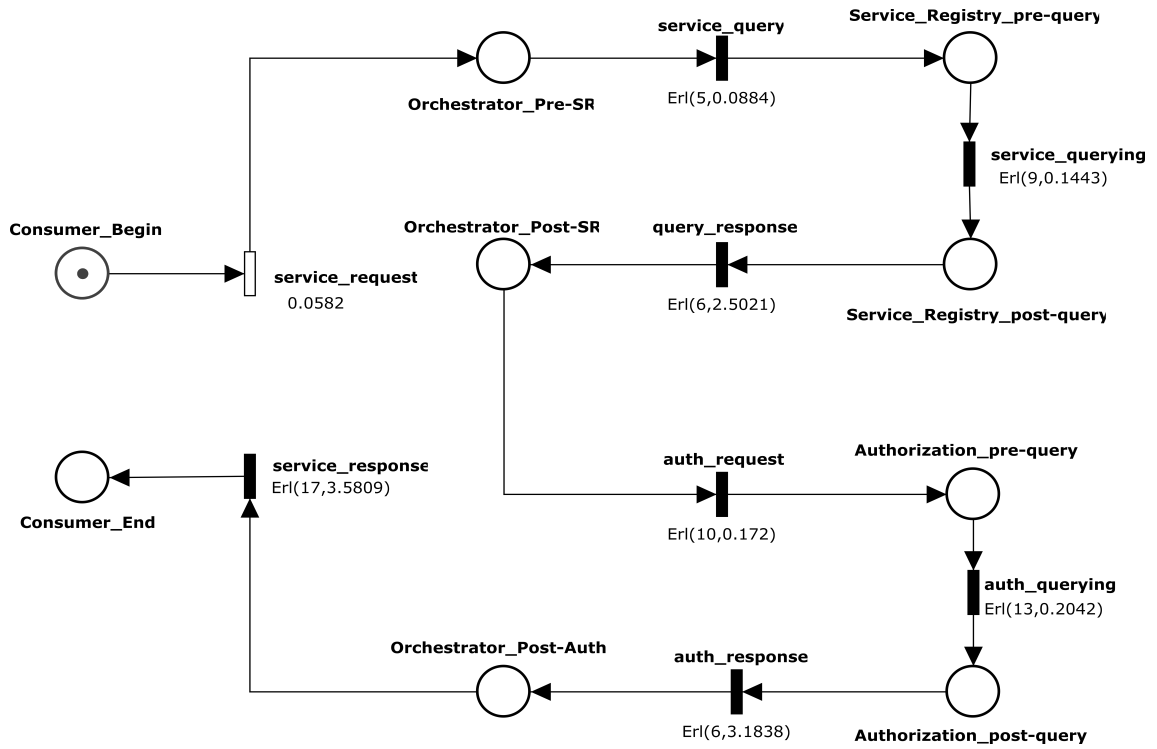 service_query
Service_Registry_pre-query
Orchestrator_Pre-SR
Erl(5,0.0884)
service_querying
Erl(9,0.1443)
Consumer_Begin
Orchestrator_Post-SR
query_response
service_request
0.0582
Erl(6,2.5021)
Service_Registry_post-query
service_response
Erl(17,3.5809)
auth_request
Authorization_pre-query
Consumer_End
Erl(10,0.172)
auth_querying
Erl(13,0.2042)
Orchestrator_Post-Auth
auth_response
Erl(6,3.1838)
Authorization_post-query